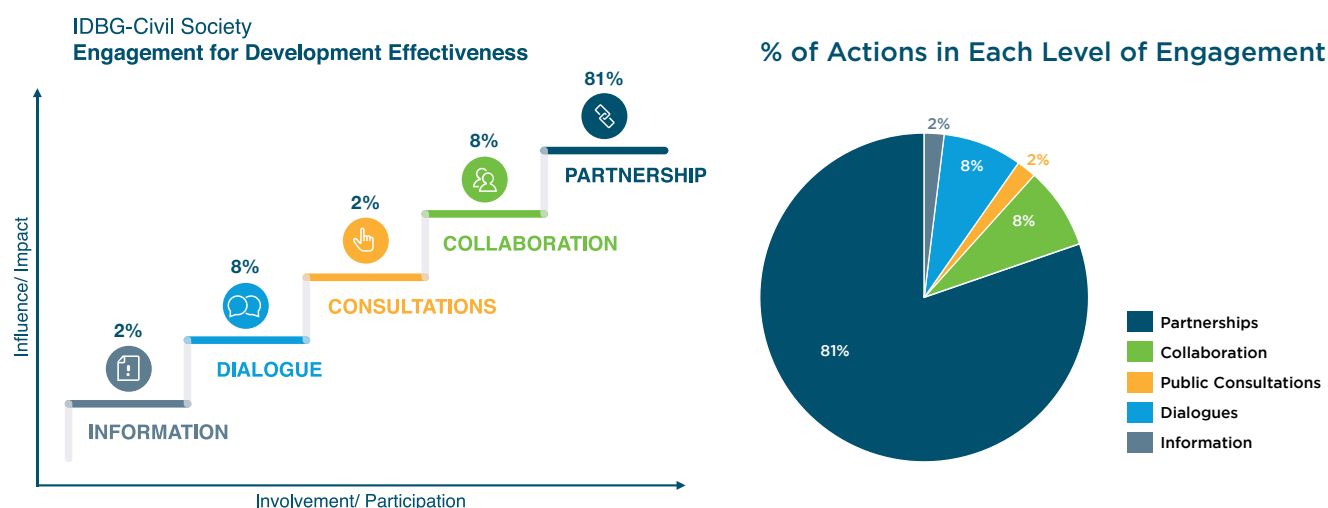 IDBG-Civil Society
Engagement for Development Effectiveness
Influence/ Impact
Involvement/ Participation
2%
INFORMATION
8%
DIALOGUE
2%
CONSULTATIONS
8%
COLLABORATION
81%
PARTNERSHIP
% of Actions in Each Level of Engagement
2%
8%
2%
8%
81%
Partnerships
Collaboration
Public Consultations
Dialogues
Information